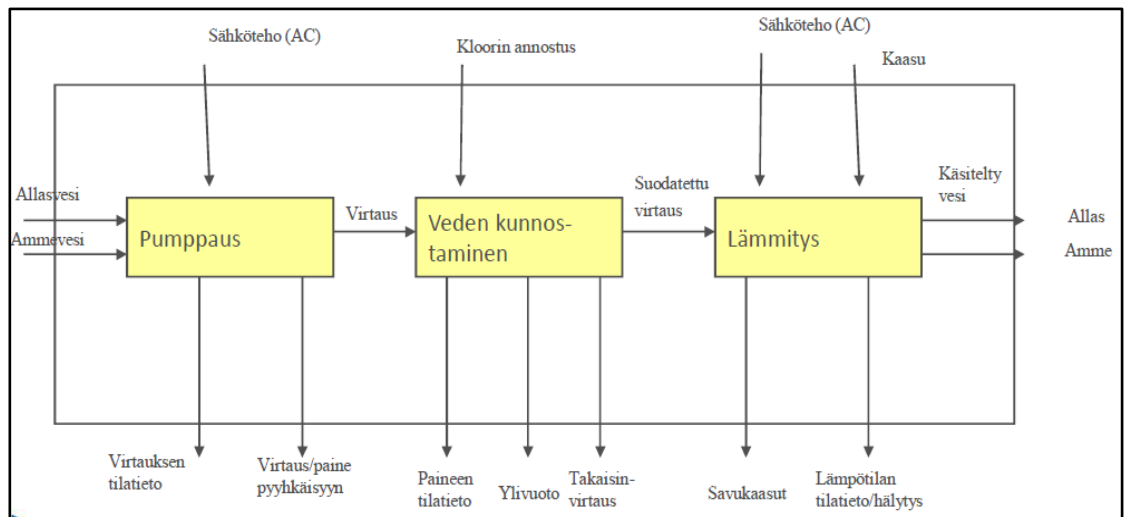 Sähköteho (AC)
Kloorin annostus
Sähköteho (AC)
Kaasu
Allasvesi
Ammevesi
Pumppaus
Virtaus
Veden kunnos-
taminen
Suodatettu
virtaus
Lämmitys
Käsitelty
vesi
Allas
Amme
Virtauksen
tilatieto
Virtaus/paine
pyyhkäisyyn
Paineen
tilatieto
Ylivuoto
Takaisin-
virtaus
Savukaasut
Lämpötilan
tilatieto/hälytys